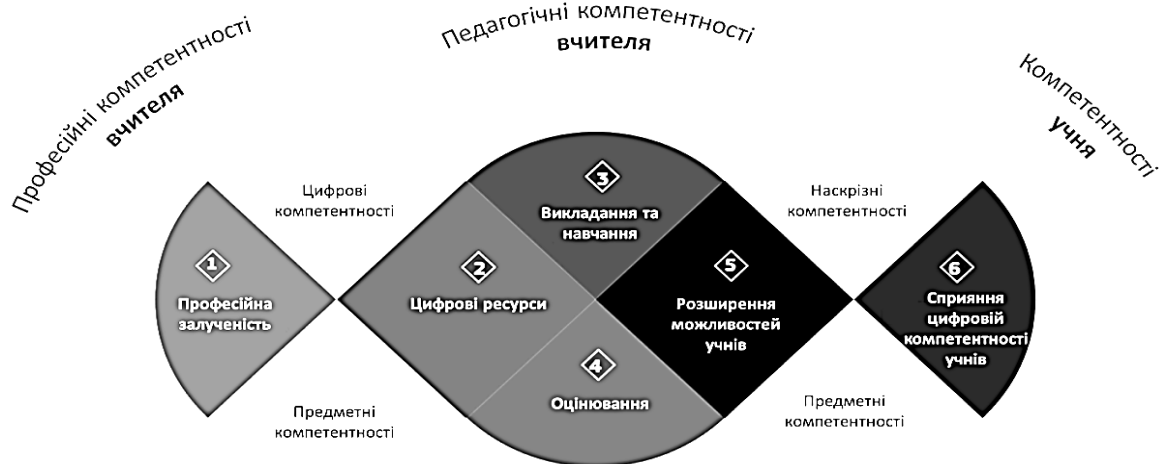 Професійні компетентності
вчителя
Педагогічні компетентності
вчителя
Компетентності
учня
Цифрові
компетентності
Наскрізні
компетентності
1
Професійна
залученість
2
Цифрові ресурси
3
Викладання та
навчання
4
Оцінювання
5
Розширення
можливостей
учнів
6
Сприяння
цифровій
компетентності
учнів
Предметні
компетентності
Предметні
компетентності